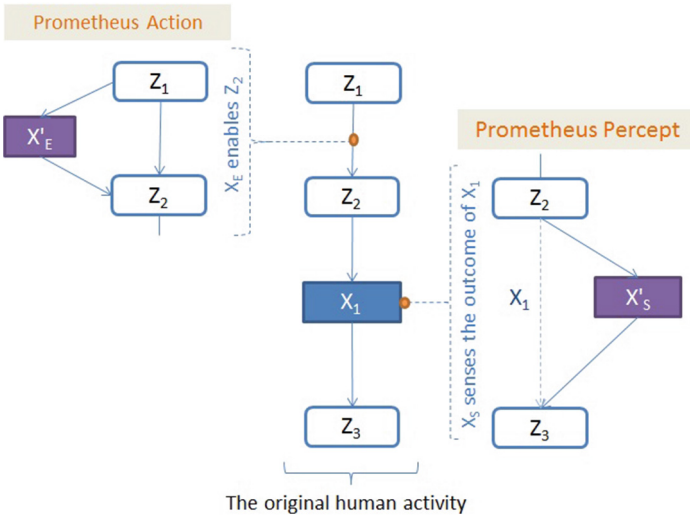 Prometheus Action
Z₁
X'E
Z₂
XE enables Z₂
Z₁
Z₂
X₁
Z₃
The original human activity
XS senses the outcome of X₁
Prometheus Percept
Z₂
X₁
X'S
Z₃